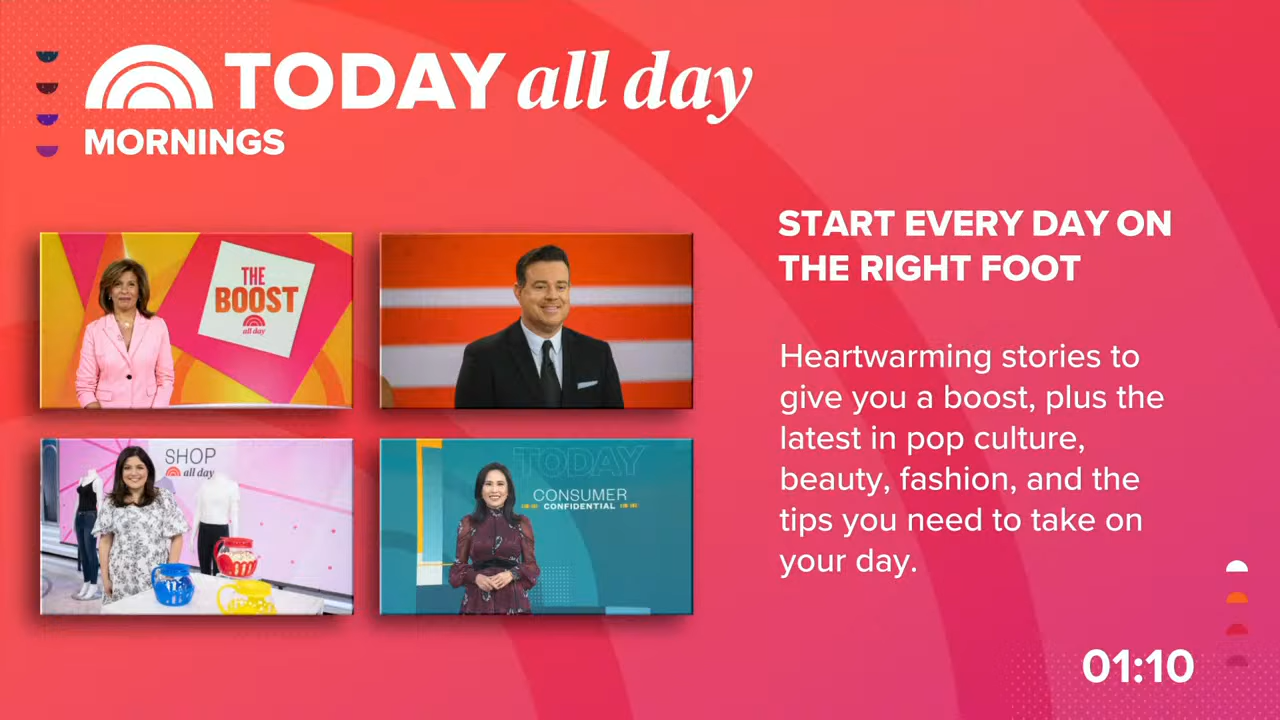 TODAY all day
MORNINGS
THE
BOOST
all day
SHOP
all day
TODAY
CONSUMER
CONFIDENTIAL
START EVERY DAY ON
THE RIGHT FOOT
Heartwarming stories to
give you a boost, plus the
latest in pop culture,
beauty, fashion, and the
tips you need to take on
your day.
01:10